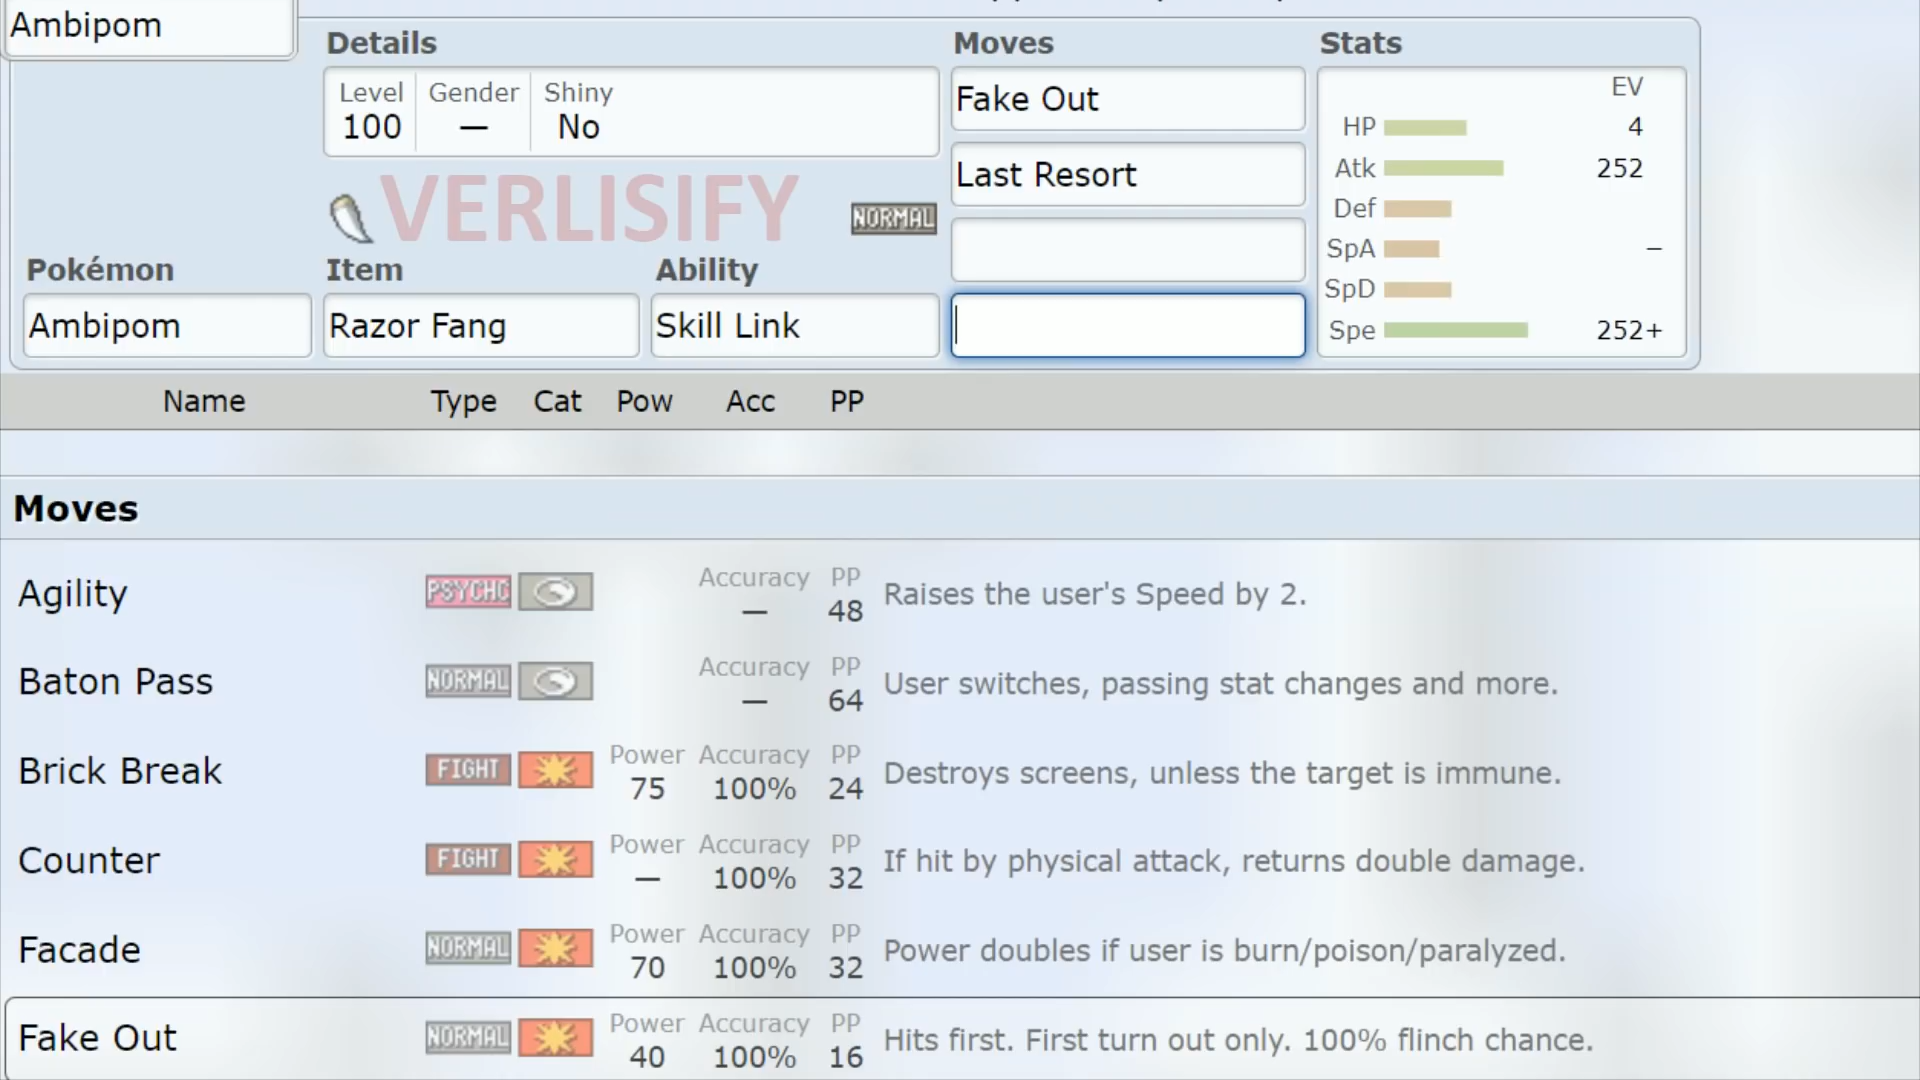 Ambipom
Details
Moves
Stats
Level
Gender
Shiny
100
—
No
Fake Out
Last Resort
EV
HP 4
Atk 252
Def
SpA –
SpD
Spe 252+
VERLISIFY
NORMAL
Pokémon
Item
Ability
Ambipom
Razor Fang
Skill Link
Name Type Cat Pow Acc PP
Moves
Agility PSYCHC Accuracy — PP 48 Raises the user's Speed by 2.
Baton Pass NORMAL Accuracy — PP 64 User switches, passing stat changes and more.
Brick Break FIGHT Power 75 Accuracy 100% PP 24 Destroys screens, unless the target is immune.
Counter FIGHT Power — Accuracy 100% PP 32 If hit by physical attack, returns double damage.
Facade NORMAL Power 70 Accuracy 100% PP 32 Power doubles if user is burn/poison/paralyzed.
Fake Out NORMAL Power 40 Accuracy 100% PP 16 Hits first. First turn out only. 100% flinch chance.